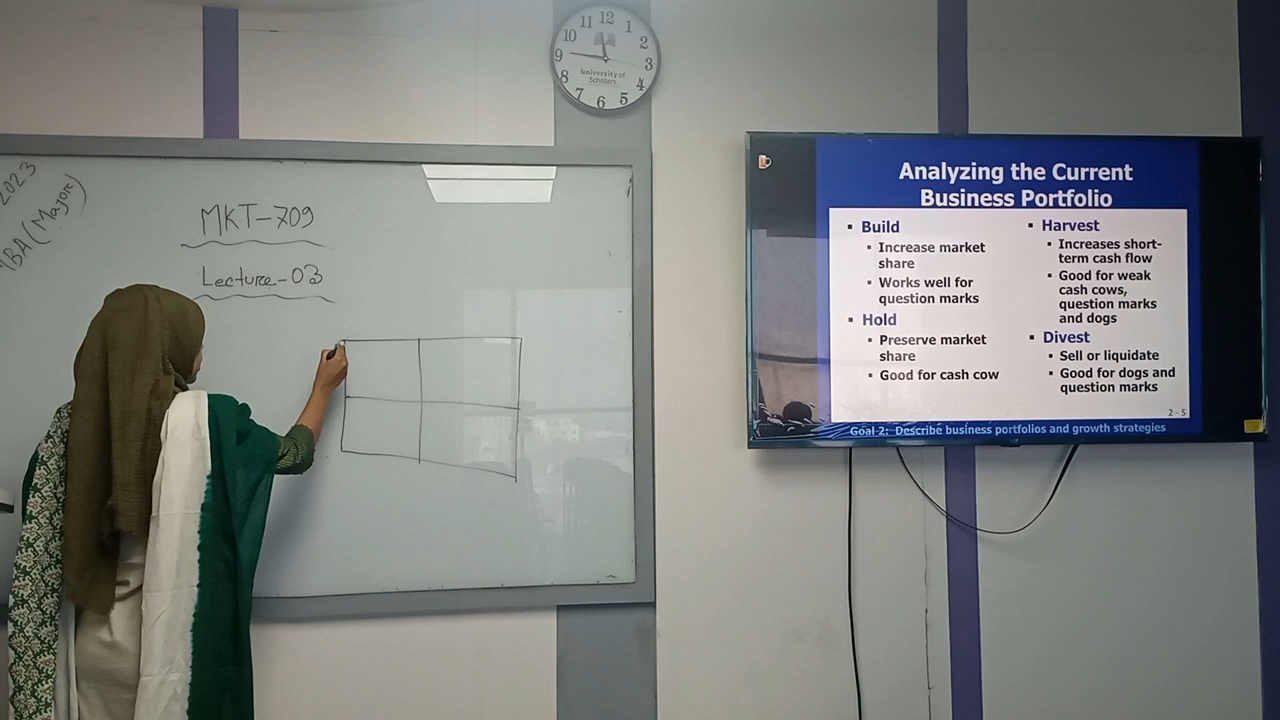 2023
MBA (Major)
MKT-709
Lecture-03
12
1
2
3
4
5
6
7
8
9
10
11
University of
Scholars
Analyzing the Current
Business Portfolio
▪ Build
▪ Increase market
share
▪ Works well for
question marks
▪ Hold
▪ Preserve market
share
▪ Good for cash cow
▪ Harvest
▪ Increases short-
term cash flow
▪ Good for weak
cash cows,
question marks
and dogs
▪ Divest
▪ Sell or liquidate
▪ Good for dogs and
question marks
2 - 5
Goal 2: Describe business portfolios and growth strategies